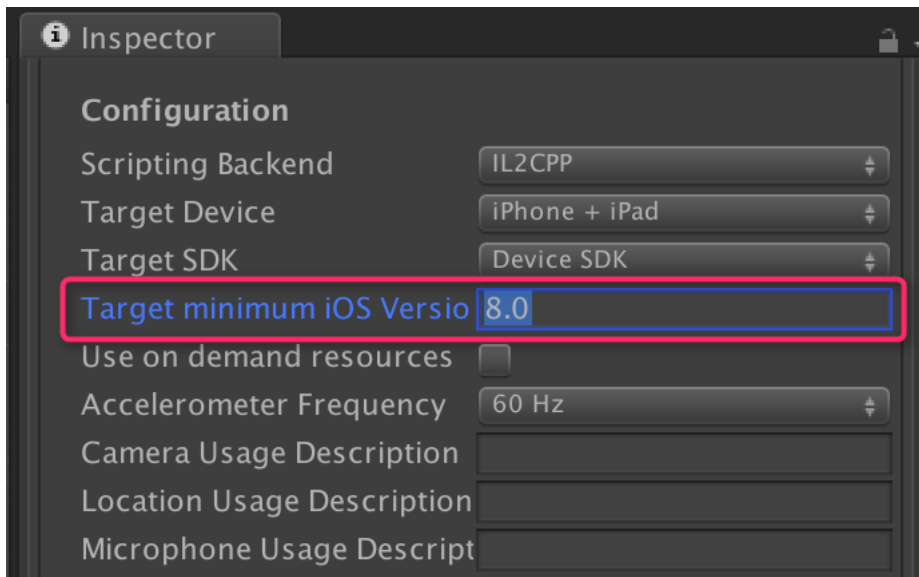 Inspector
Configuration
Scripting Backend IL2CPP
Target Device iPhone + iPad
Target SDK Device SDK
Target minimum iOS Versio 8.0
Use on demand resources
Accelerometer Frequency 60 Hz
Camera Usage Description
Location Usage Description
Microphone Usage Descript